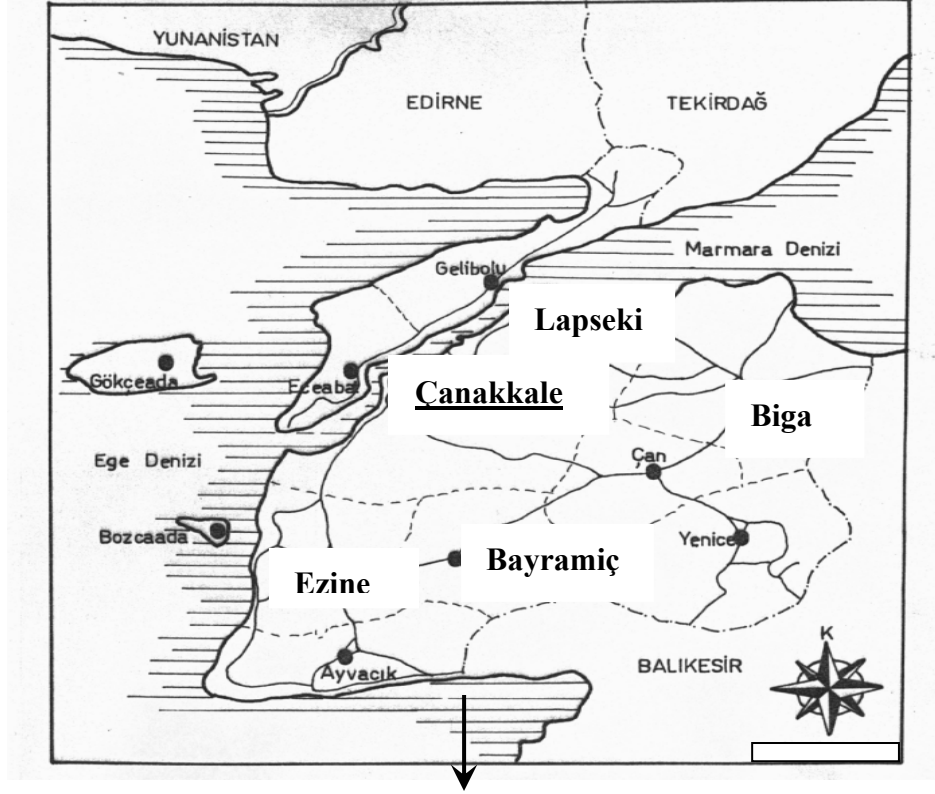 YUNANİSTAN
EDİRNE
TEKİRDAĞ
Marmara Denizi
Gelibolu
Lapseki
Gökçeada
Eceabat
Çanakkale
Biga
Ege Denizi
Çan
Bozcaada
Yenice
Bayramiç
Ezine
K
BALIKESİR
Ayvacık